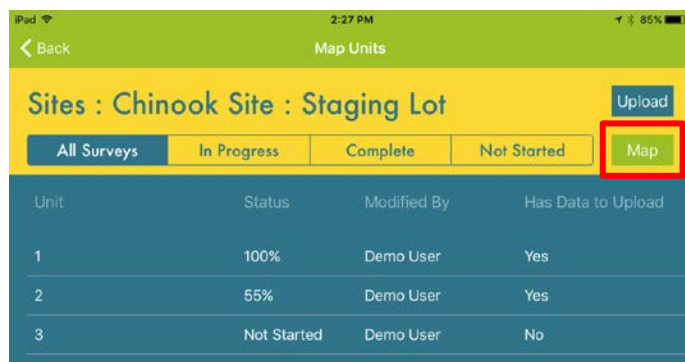 iPad 2:27 PM 85%
Back Map Units
Sites : Chinook Site : Staging Lot Upload
All Surveys In Progress Complete Not Started Map
Unit Status Modified By Has Data to Upload
1 100% Demo User Yes
2 55% Demo User Yes
3 Not Started Demo User No